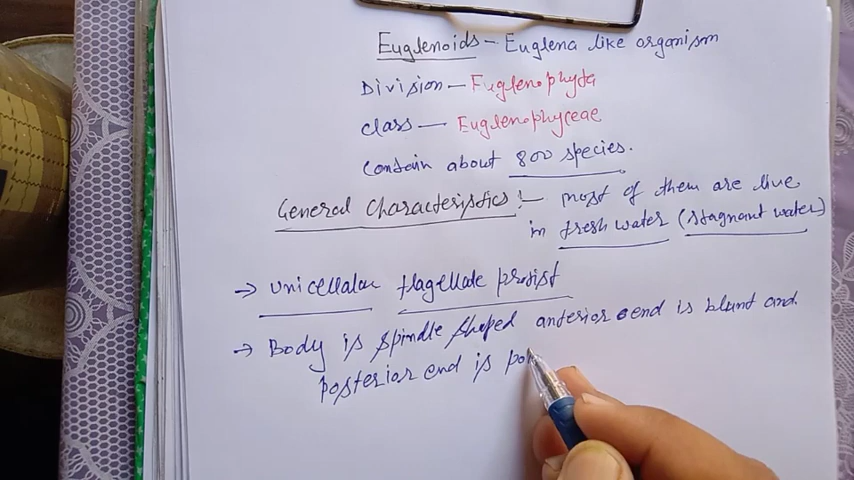 Euglenoids - Euglena like organism
Division - Euglenophyta
class - Euglenophyceae
Contain about 800 species.
General Characteristics :- most of them are live
in fresh water (stagnant water)
→ Unicellular flagellate protist
→ Body is spindle shaped anterior end is blunt and
posterior end is po